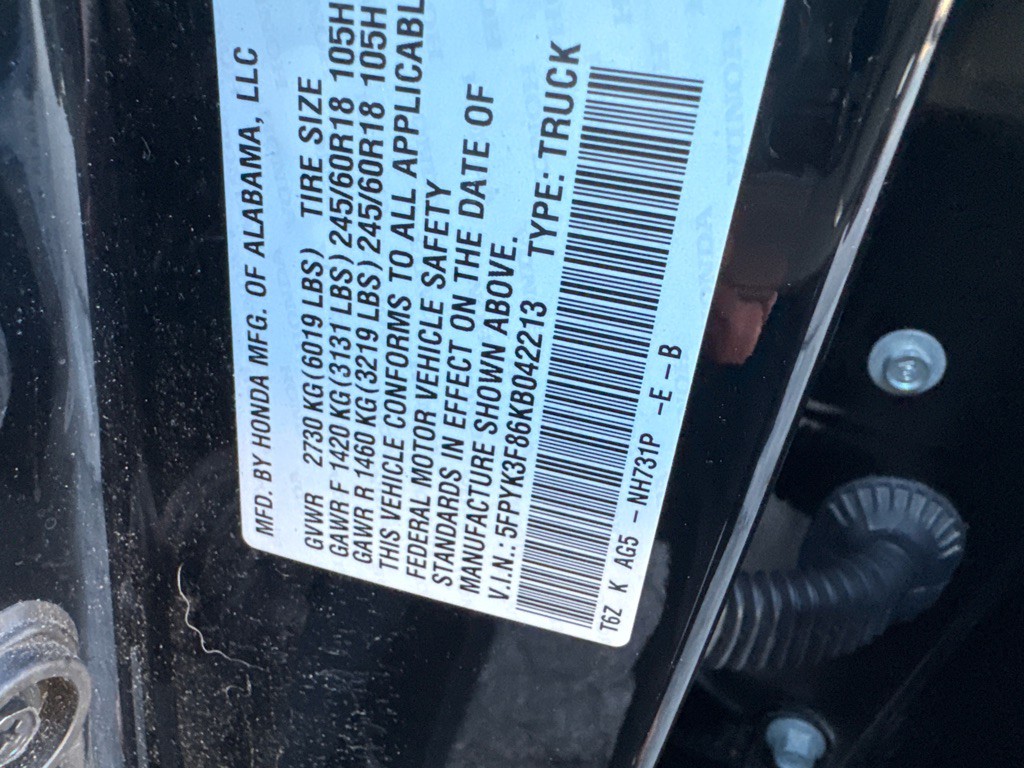 MFD. BY HONDA MFG. OF ALABAMA, LLC
GVWR 2730 KG (6019 LBS) TIRE SIZE
GAWR F 1420 KG (3131 LBS) 245/60R18 105H
GAWR R 1460 KG (3219 LBS) 245/60R18 105H
THIS VEHICLE CONFORMS TO ALL APPLICABL
FEDERAL MOTOR VEHICLE SAFETY
STANDARDS IN EFFECT ON THE DATE OF
MANUFACTURE SHOWN ABOVE.
V.I.N.: 5FPYK3F86KB042213 TYPE: TRUCK
T6Z K AG5 -NH731P -E-B